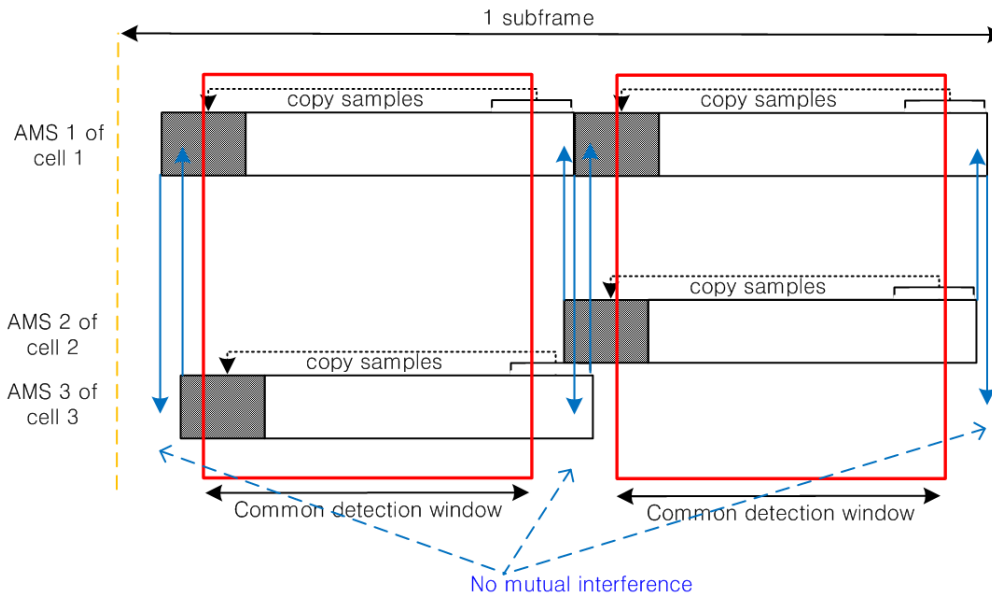 1 subframe
copy samples
copy samples
AMS 1 of
cell 1
copy samples
AMS 2 of
cell 2
copy samples
AMS 3 of
cell 3
Common detection window
Common detection window
No mutual interference